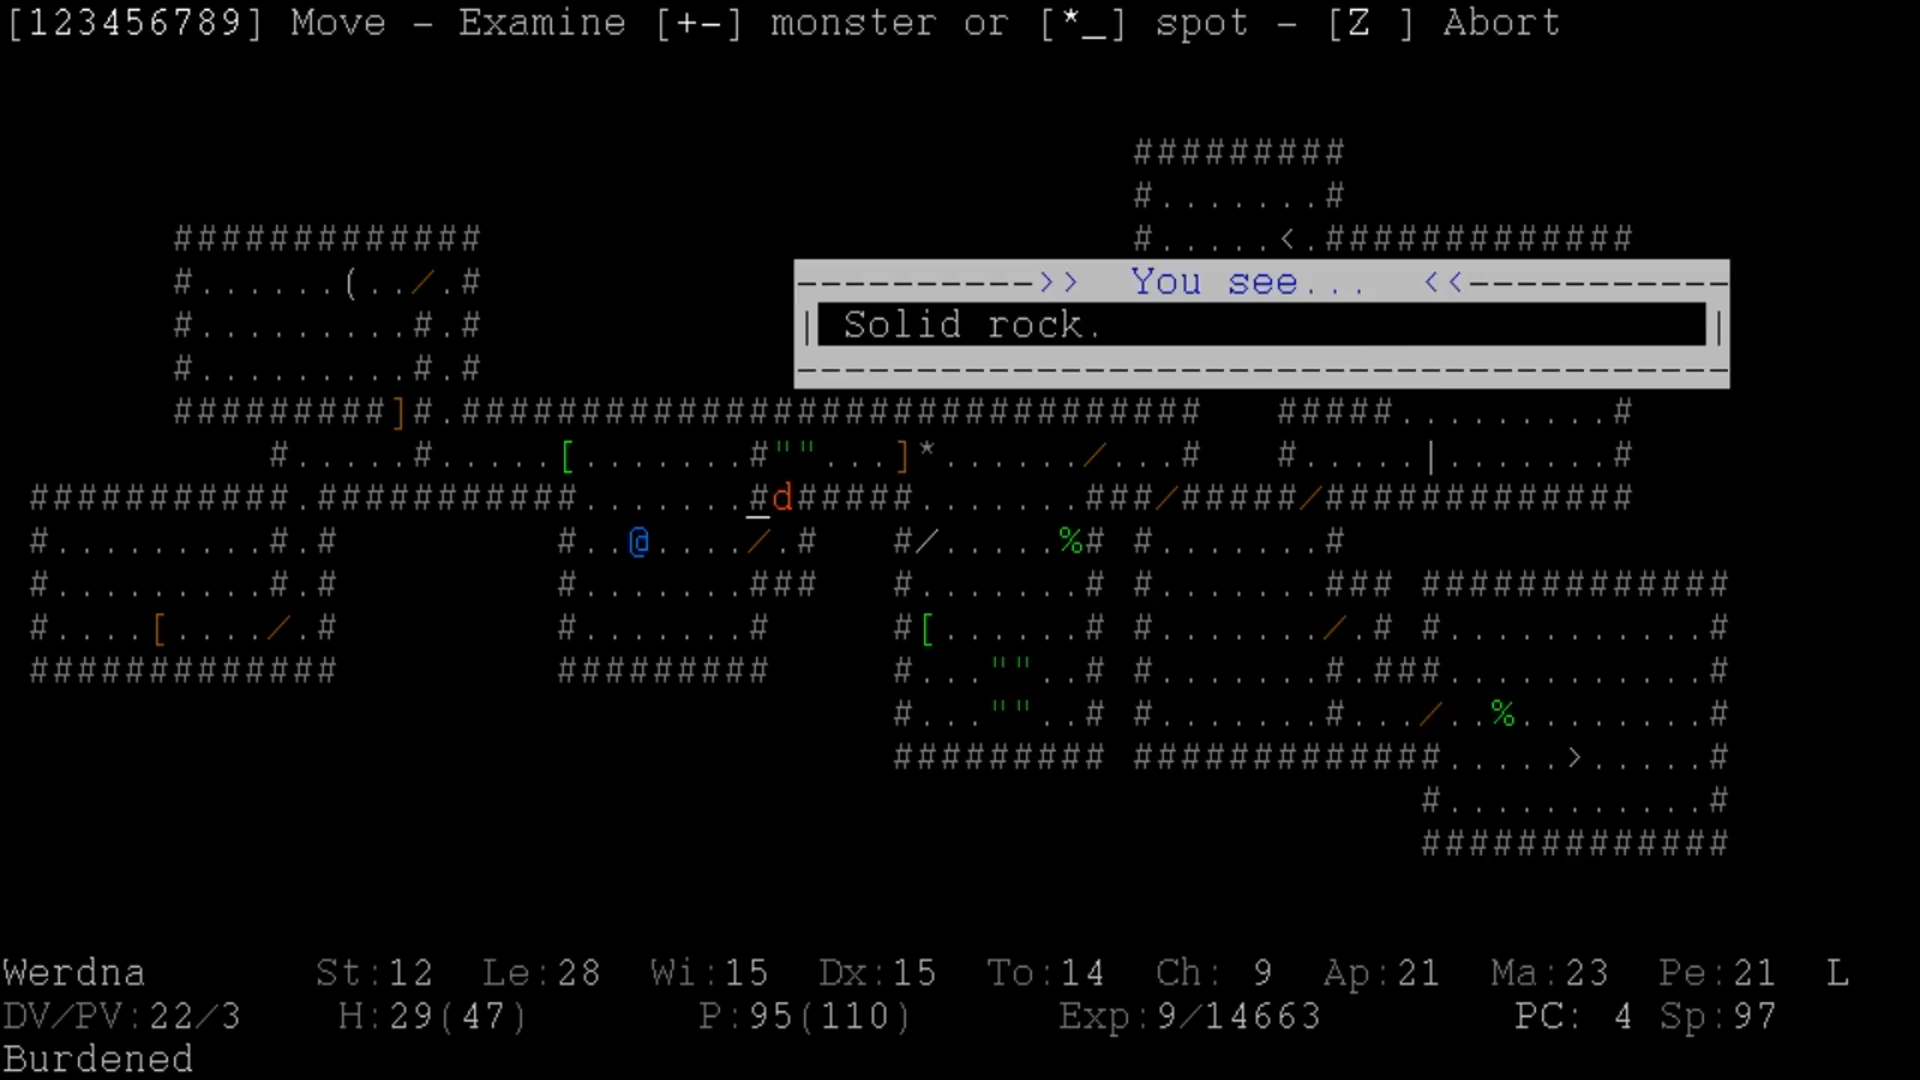 [123456789] Move - Examine [+-] monster or [*_] spot - [Z ] Abort
#########
#.......#
############# #.....<.#############
#......(../.# ---------->> You see... <<-----------
#.........#.# | Solid rock. |
#.........#.# ---------------------------------------
#########]#.############################### #####.........#
#.....#.....[.......#""...]*....../...# #.....|.......#
###########.###########.......#d#####.......###/#####/#############
#.........#.# #..@..../.# #/.....%# #.......#
#.........#.# #.......### #.......# #.......### #############
#....[..../.# #.......# #[......# #......./.# #...........#
############# ######### #...""..# #.......#.###...........#
#...""..# #.......#.../..%........#
######### #############.....>.....#
#...........#
#############
Werdna St:12 Le:28 Wi:15 Dx:15 To:14 Ch: 9 Ap:21 Ma:23 Pe:21 L
DV/PV:22/3 H:29(47) P:95(110) Exp:9/14663 PC: 4 Sp:97
Burdened